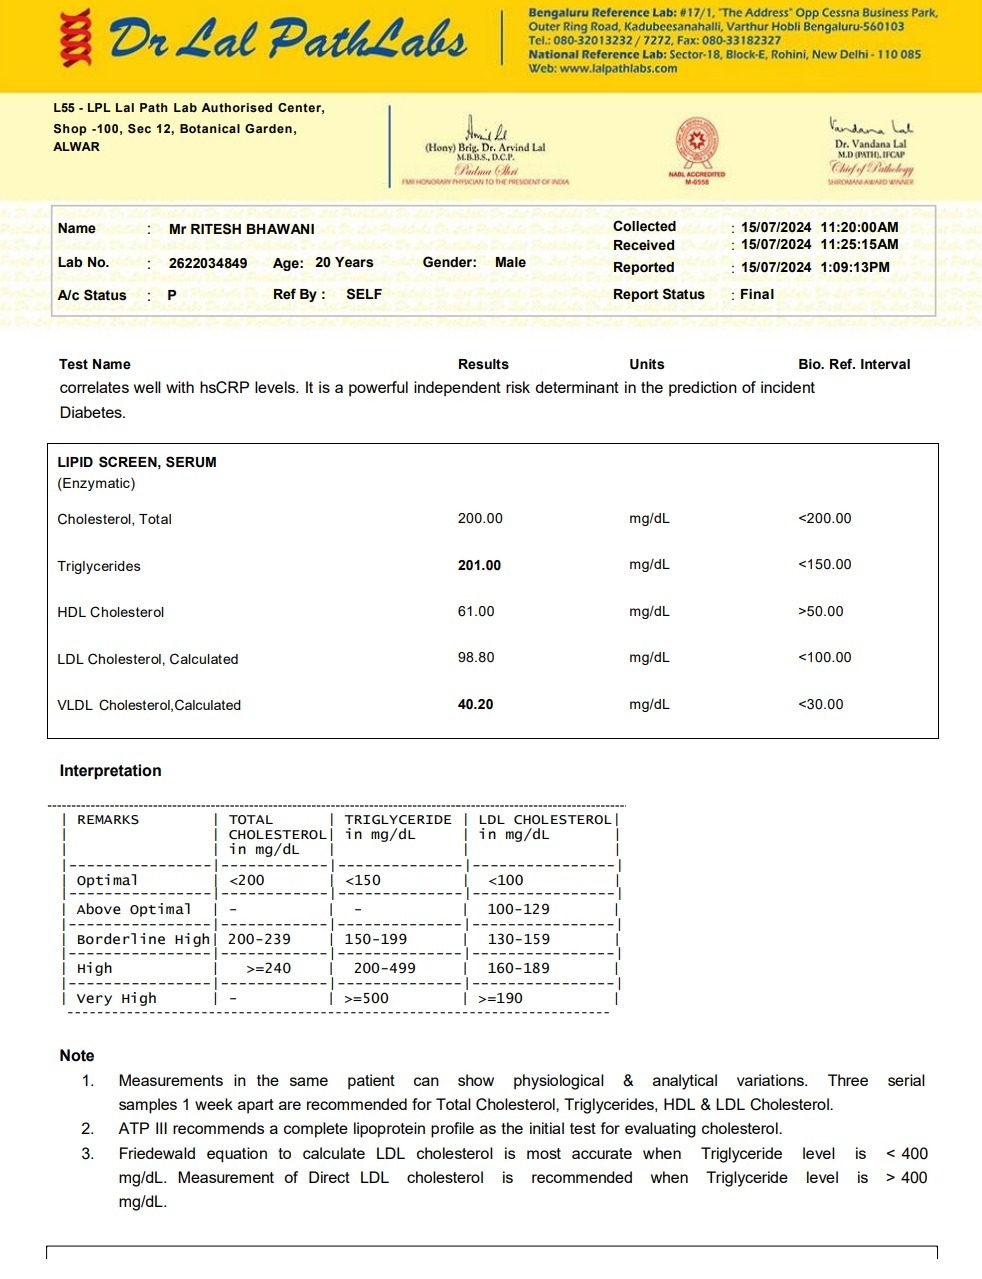 Dr Lal PathLabs
Bengaluru Reference Lab: #17/1, "The Address" Opp Cessna Business Park,
Outer Ring Road, Kadubeesanahalli, Varthur Hobli Bengaluru-560103
Tel.: 080-32013232 / 7272, Fax: 080-33182327
National Reference Lab: Sector-18, Block-E, Rohini, New Delhi - 110 085
Web: www.lalpathlabs.com
L55 - LPL Lal Path Lab Authorised Center,
Shop -100, Sec 12, Botanical Garden,
ALWAR
(Hony) Brig. Dr. Arvind Lal
M.B.B.S., D.C.P.
Padma Shri
FMR HONORARY PHYSICIAN TO THE PRESIDENT OF INDIA
NABL ACCREDITED
M-0558
Vandana Lal
Dr. Vandana Lal
M.D (PATH), IFCAP
Chief of Pathology
SHIROMANI AWARD WINNER
Name : Mr RITESH BHAWANI
Collected : 15/07/2024 11:20:00AM
Received : 15/07/2024 11:25:15AM
Lab No. : 2622034849 Age: 20 Years Gender: Male
Reported : 15/07/2024 1:09:13PM
A/c Status : P Ref By : SELF
Report Status : Final
Test Name Results Units Bio. Ref. Interval
correlates well with hsCRP levels. It is a powerful independent risk determinant in the prediction of incident
Diabetes.
LIPID SCREEN, SERUM
(Enzymatic)
Cholesterol, Total 200.00 mg/dL <200.00
Triglycerides 201.00 mg/dL <150.00
HDL Cholesterol 61.00 mg/dL >50.00
LDL Cholesterol, Calculated 98.80 mg/dL <100.00
VLDL Cholesterol,Calculated 40.20 mg/dL <30.00
Interpretation
| REMARKS | TOTAL | TRIGLYCERIDE | LDL CHOLESTEROL|
| | CHOLESTEROL| in mg/dL | in mg/dL |
| | in mg/dL | | |
| Optimal | <200 | <150 | <100 |
| Above Optimal | - | - | 100-129 |
| Borderline High| 200-239 | 150-199 | 130-159 |
| High | >=240 | 200-499 | 160-189 |
| Very High | - | >=500 | >=190 |
Note
1. Measurements in the same patient can show physiological & analytical variations. Three serial
samples 1 week apart are recommended for Total Cholesterol, Triglycerides, HDL & LDL Cholesterol.
2. ATP III recommends a complete lipoprotein profile as the initial test for evaluating cholesterol.
3. Friedewald equation to calculate LDL cholesterol is most accurate when Triglyceride level is < 400
mg/dL. Measurement of Direct LDL cholesterol is recommended when Triglyceride level is > 400
mg/dL.